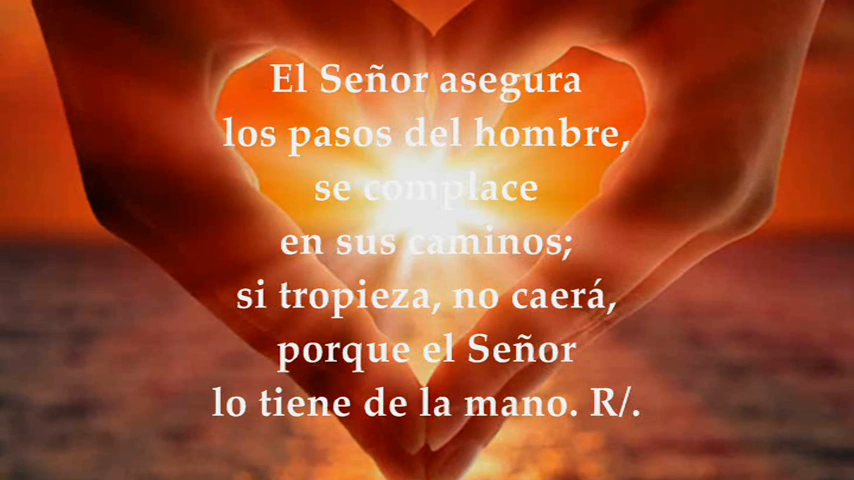 El Señor asegura
los pasos del hombre,
se complace
en sus caminos;
si tropieza, no caerá,
porque el Señor
lo tiene de la mano. R/.